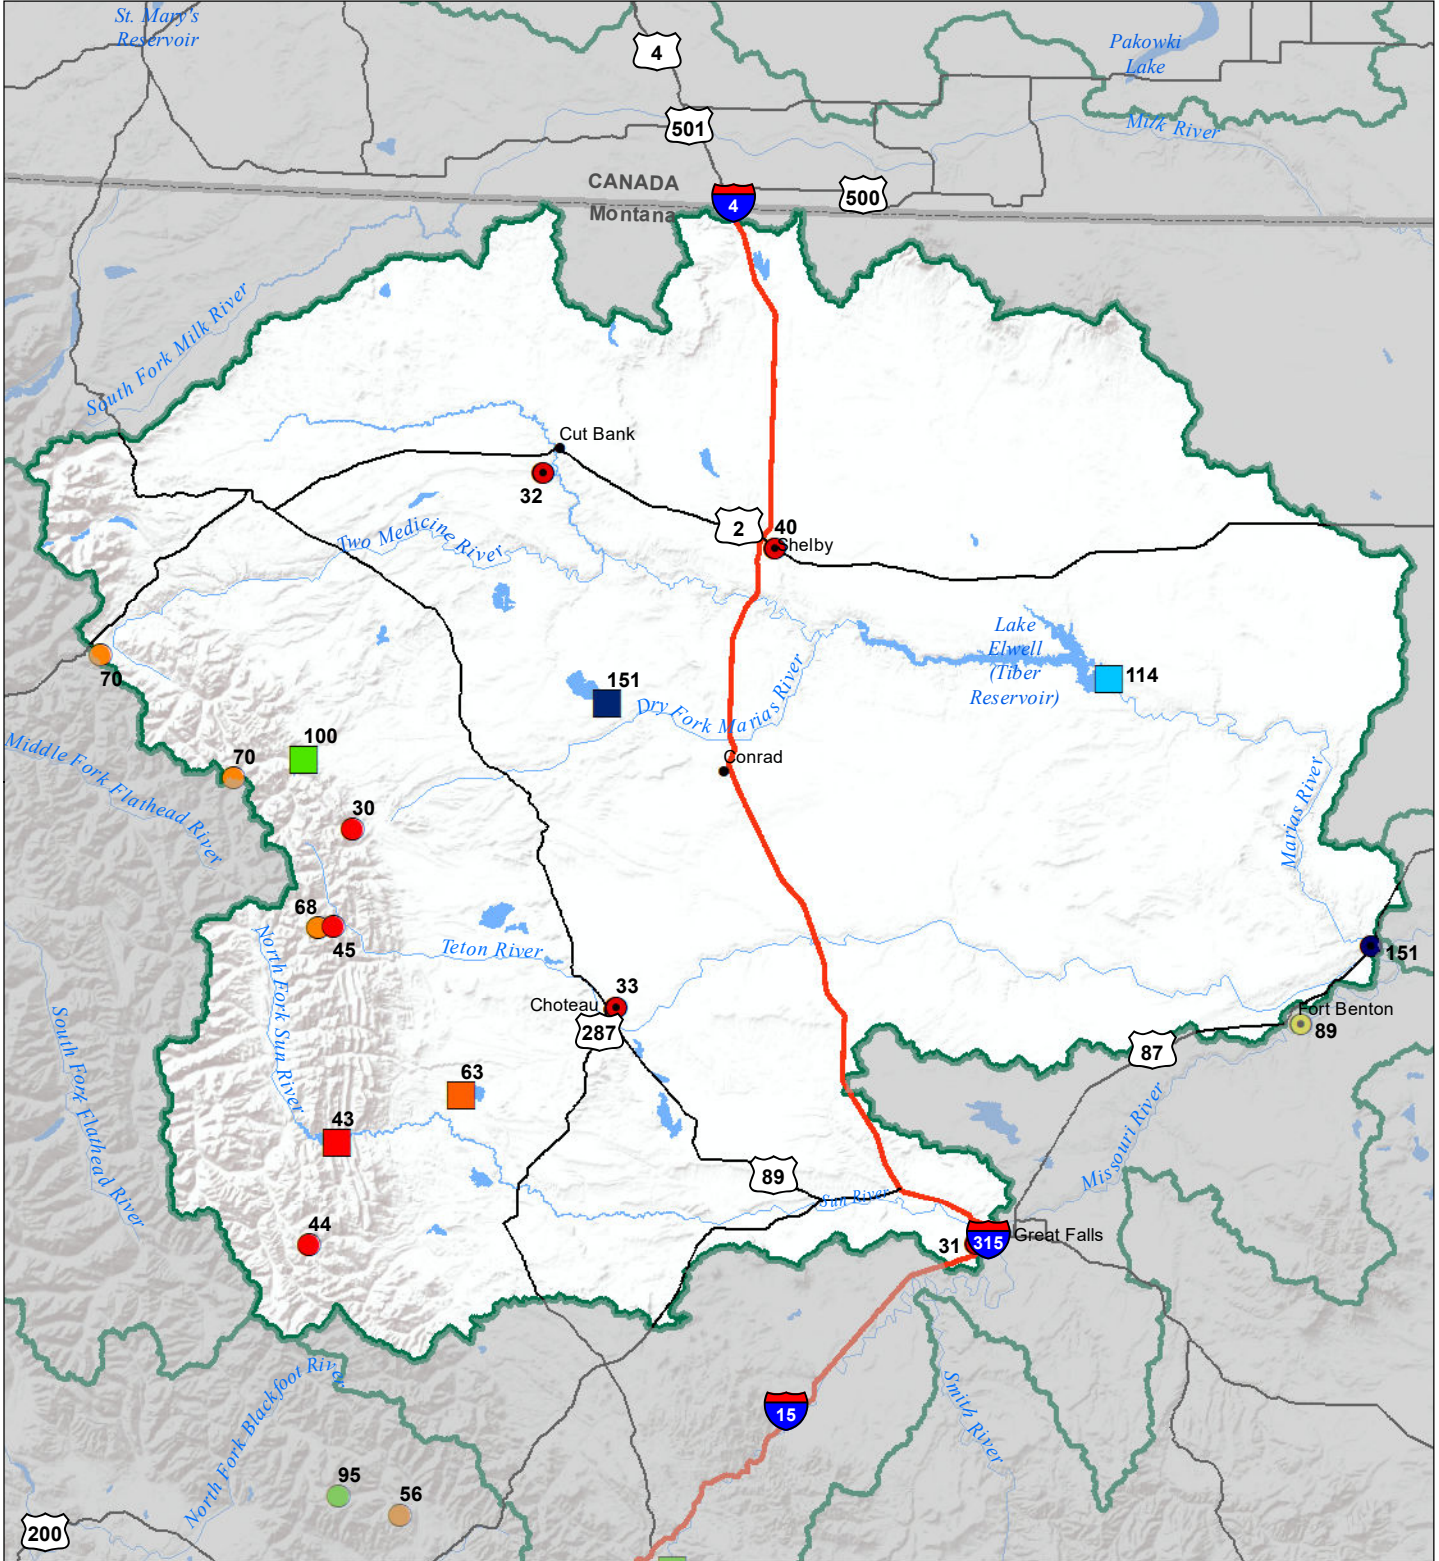 St. Mary's
Reservoir
4
Pakowki
Lake
501
Milk River
CANADA
Montana
4
500
South Fork Milk River
Cut Bank
32
2
40
Shelby
Two Medicine River
Lake
Elwell
(Tiber
Reservoir)
114
70
151
Dry Fork Marias River
100
Middle Fork Flathead River
70
Conrad
Marias River
30
68
45
North Fork Sun River
Teton River
151
33
Choteau
287
Fort Benton
89
87
South Fork Flathead River
63
43
Missouri River
89
Sun River
44
31
315
Great Falls
North Fork Blackfoot River
15
Smith River
95
56
200